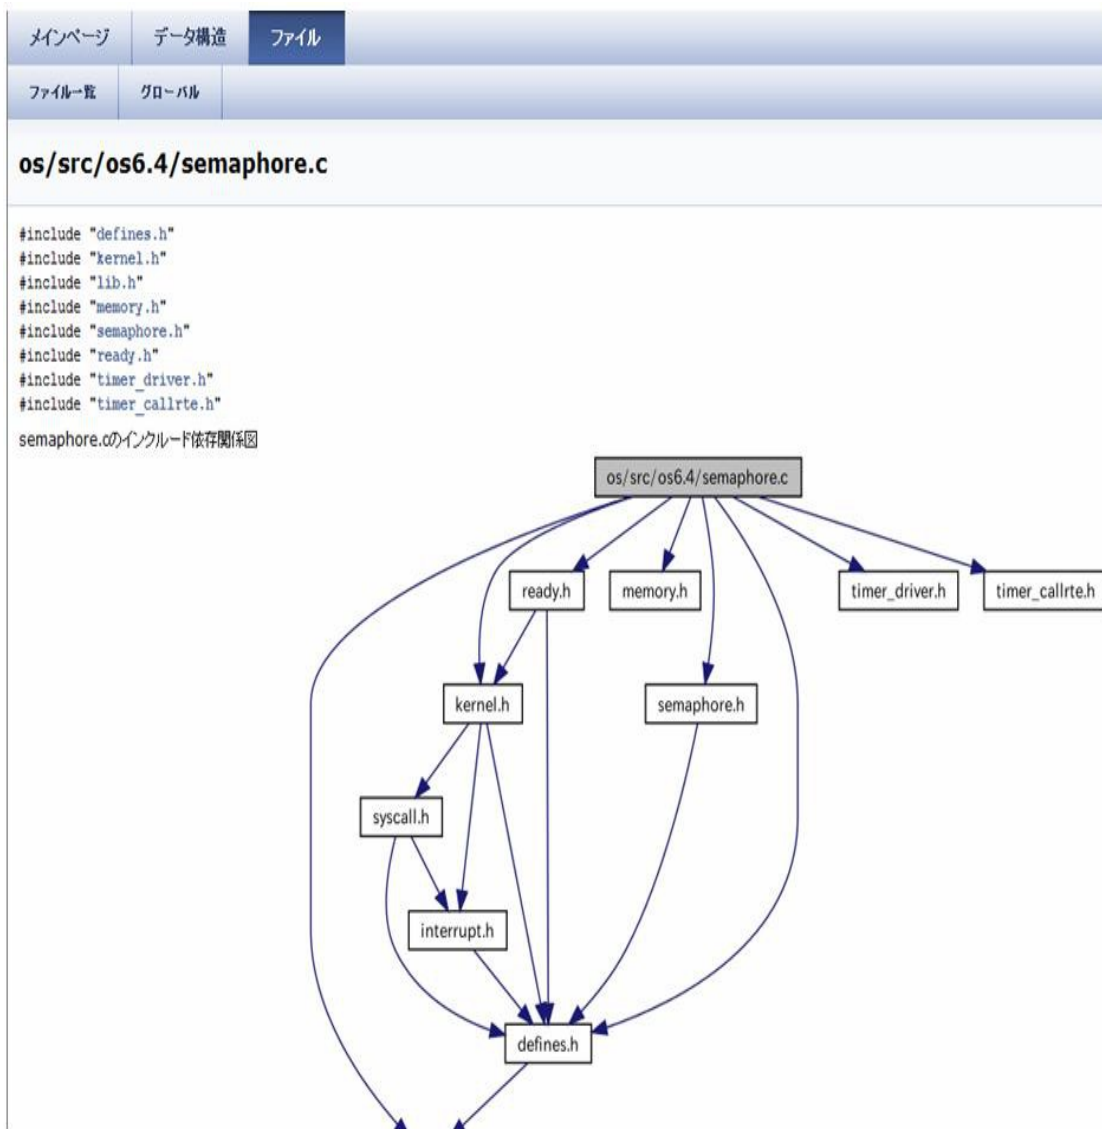 メインページ データ構造 ファイル
ファイル一覧 グローバル
os/src/os6.4/semaphore.c
#include "defines.h"
#include "kernel.h"
#include "lib.h"
#include "memory.h"
#include "semaphore.h"
#include "ready.h"
#include "timer_driver.h"
#include "timer_callrte.h"
semaphore.cのインクルード依存関係図
os/src/os6.4/semaphore.c
ready.h memory.h timer_driver.h timer_callrte.h
kernel.h semaphore.h
syscall.h
interrupt.h
defines.h